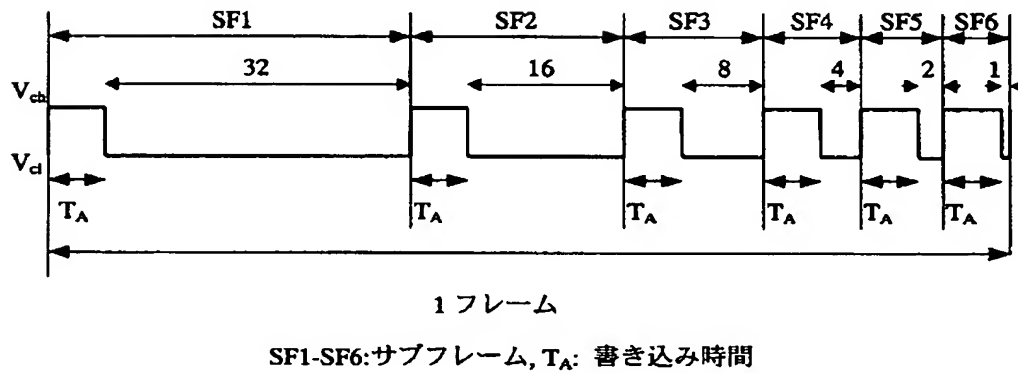 SF1 SF2 SF3 SF4 SF5 SF6
32 16 8 4 2 1
Vch
Vcl
TA TA TA TA TA TA
1 フレーム
SF1-SF6:サブフレーム, TA: 書き込み時間